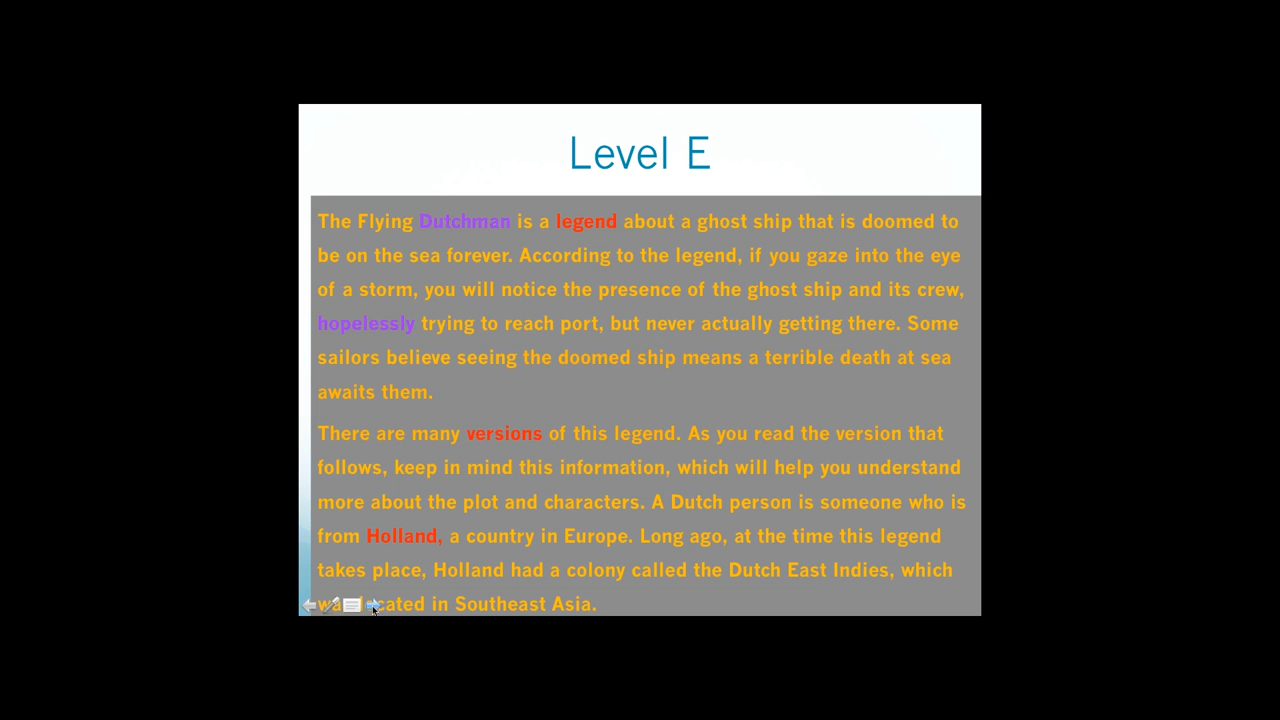 Level E
The Flying Dutchman is a legend about a ghost ship that is doomed to
be on the sea forever. According to the legend, if you gaze into the eye
of a storm, you will notice the presence of the ghost ship and its crew,
hopelessly trying to reach port, but never actually getting there. Some
sailors believe seeing the doomed ship means a terrible death at sea
awaits them.
There are many versions of this legend. As you read the version that
follows, keep in mind this information, which will help you understand
more about the plot and characters. A Dutch person is someone who is
from Holland, a country in Europe. Long ago, at the time this legend
takes place, Holland had a colony called the Dutch East Indies, which
was located in Southeast Asia.